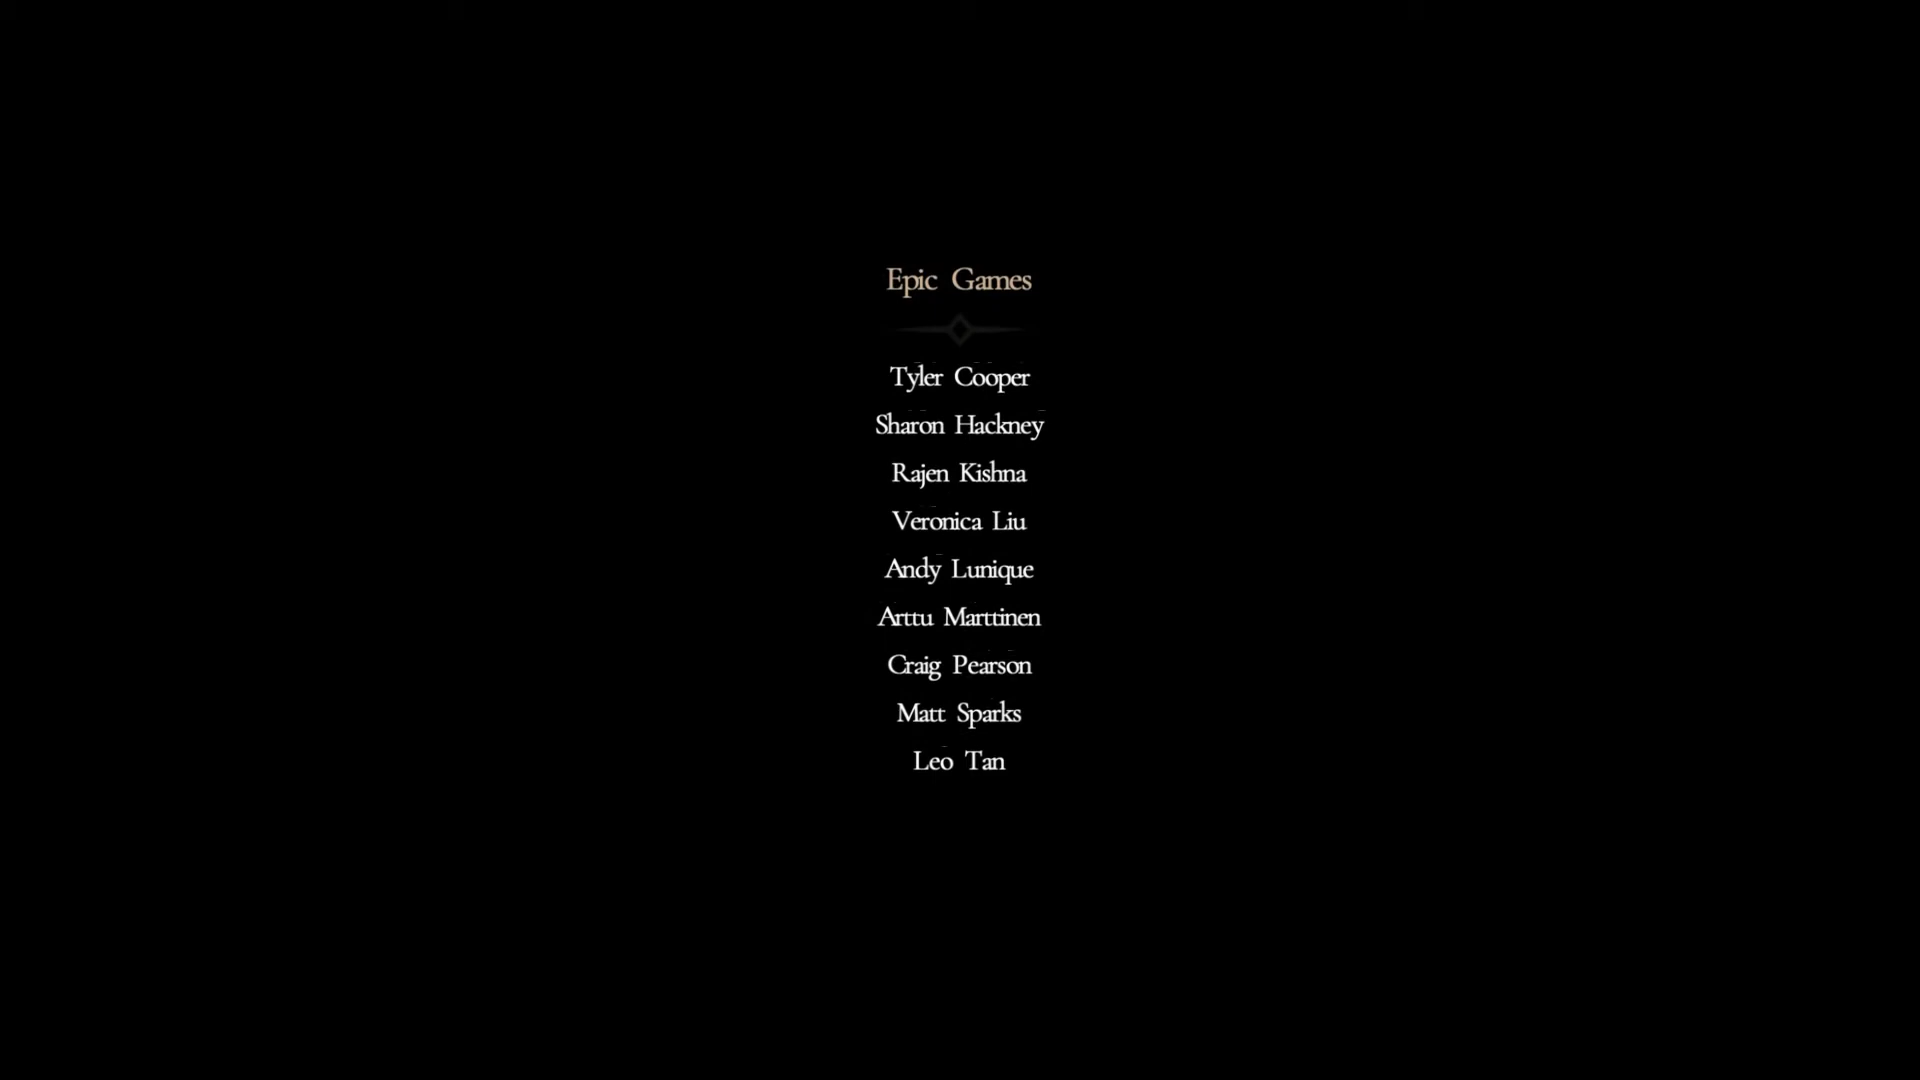 Epic Games
Tyler Cooper
Sharon Hackney
Rajen Kishna
Veronica Liu
Andy Lunique
Arttu Marttinen
Craig Pearson
Matt Sparks
Leo Tan